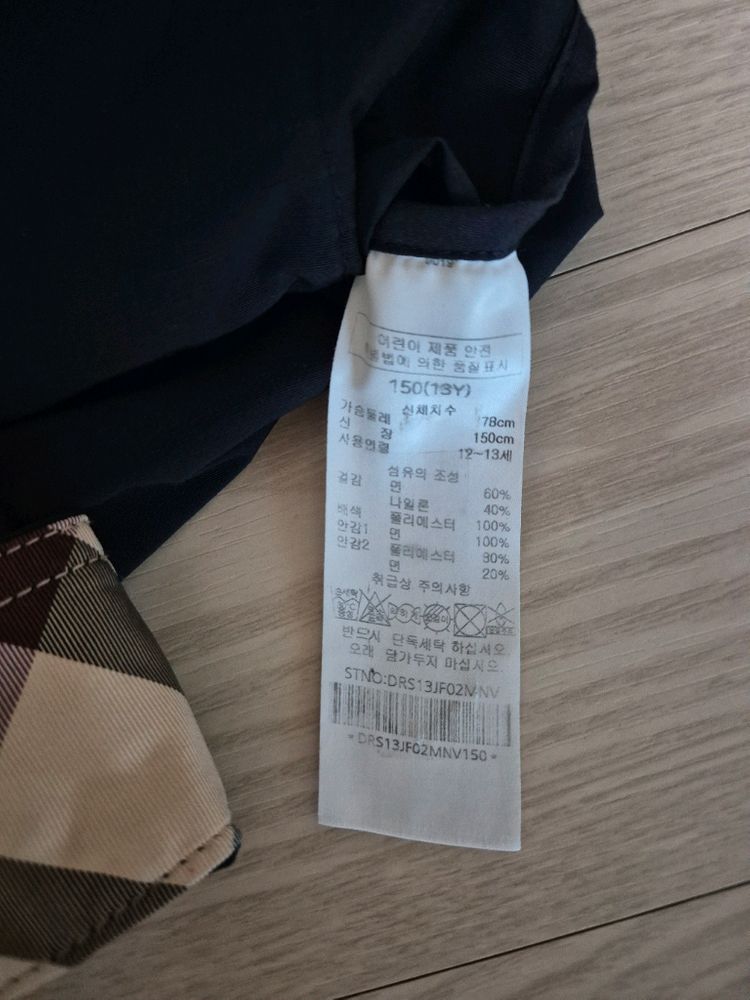 어린이 제품 안전
특별법에 의한 품질표시
150(13Y)
신체치수
가슴둘레 78cm
신 장 150cm
사용연령 12~13세
섬유의 조성
겉감 면 60%
나일론 40%
배색 폴리에스터 100%
안감1 면 100%
안감2 폴리에스터 80%
면 20%
취급상 주의사항
반드시 단독세탁 하십시오
오래 담가두지 마십시오
STNO:DRS13JF02MNV
- DRS13JF02MNV150 -